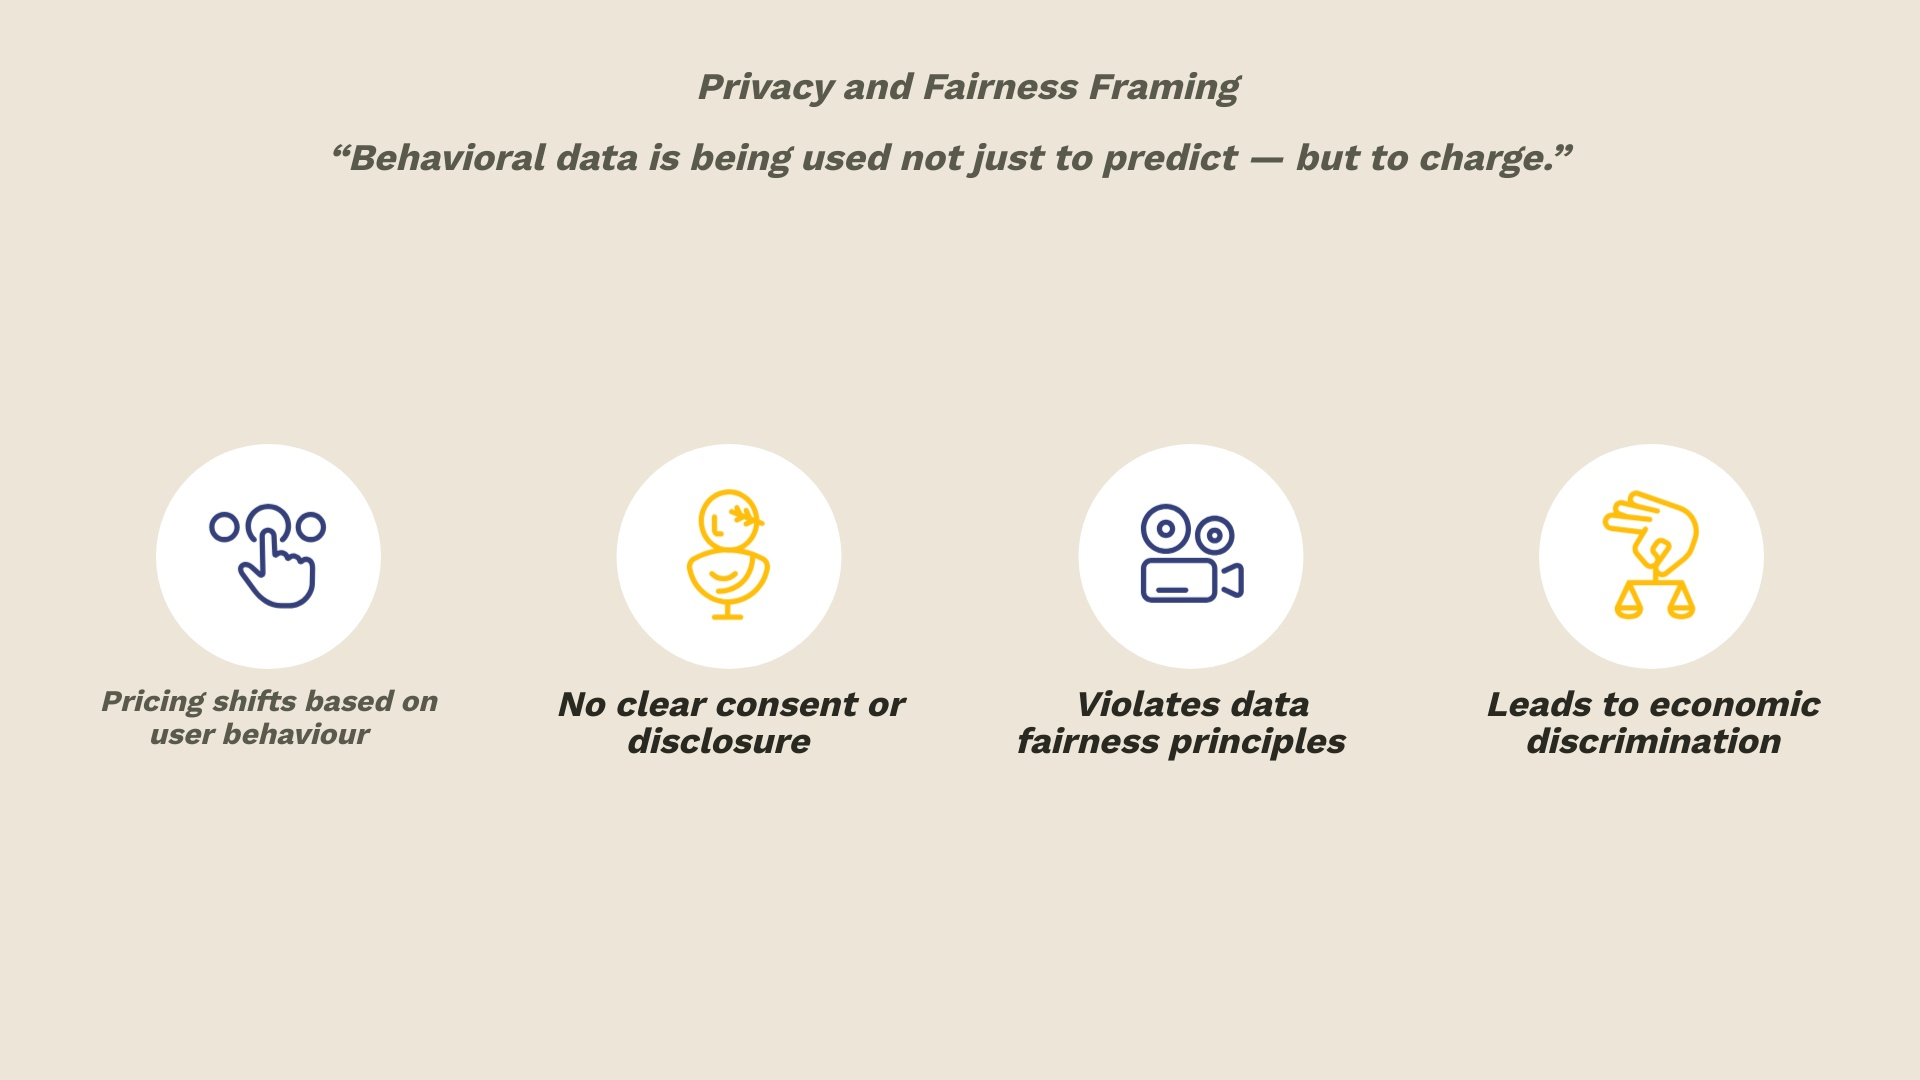 Privacy and Fairness Framing
“Behavioral data is being used not just to predict — but to charge.”
Pricing shifts based on
user behaviour
No clear consent or
disclosure
Violates data
fairness principles
Leads to economic
discrimination